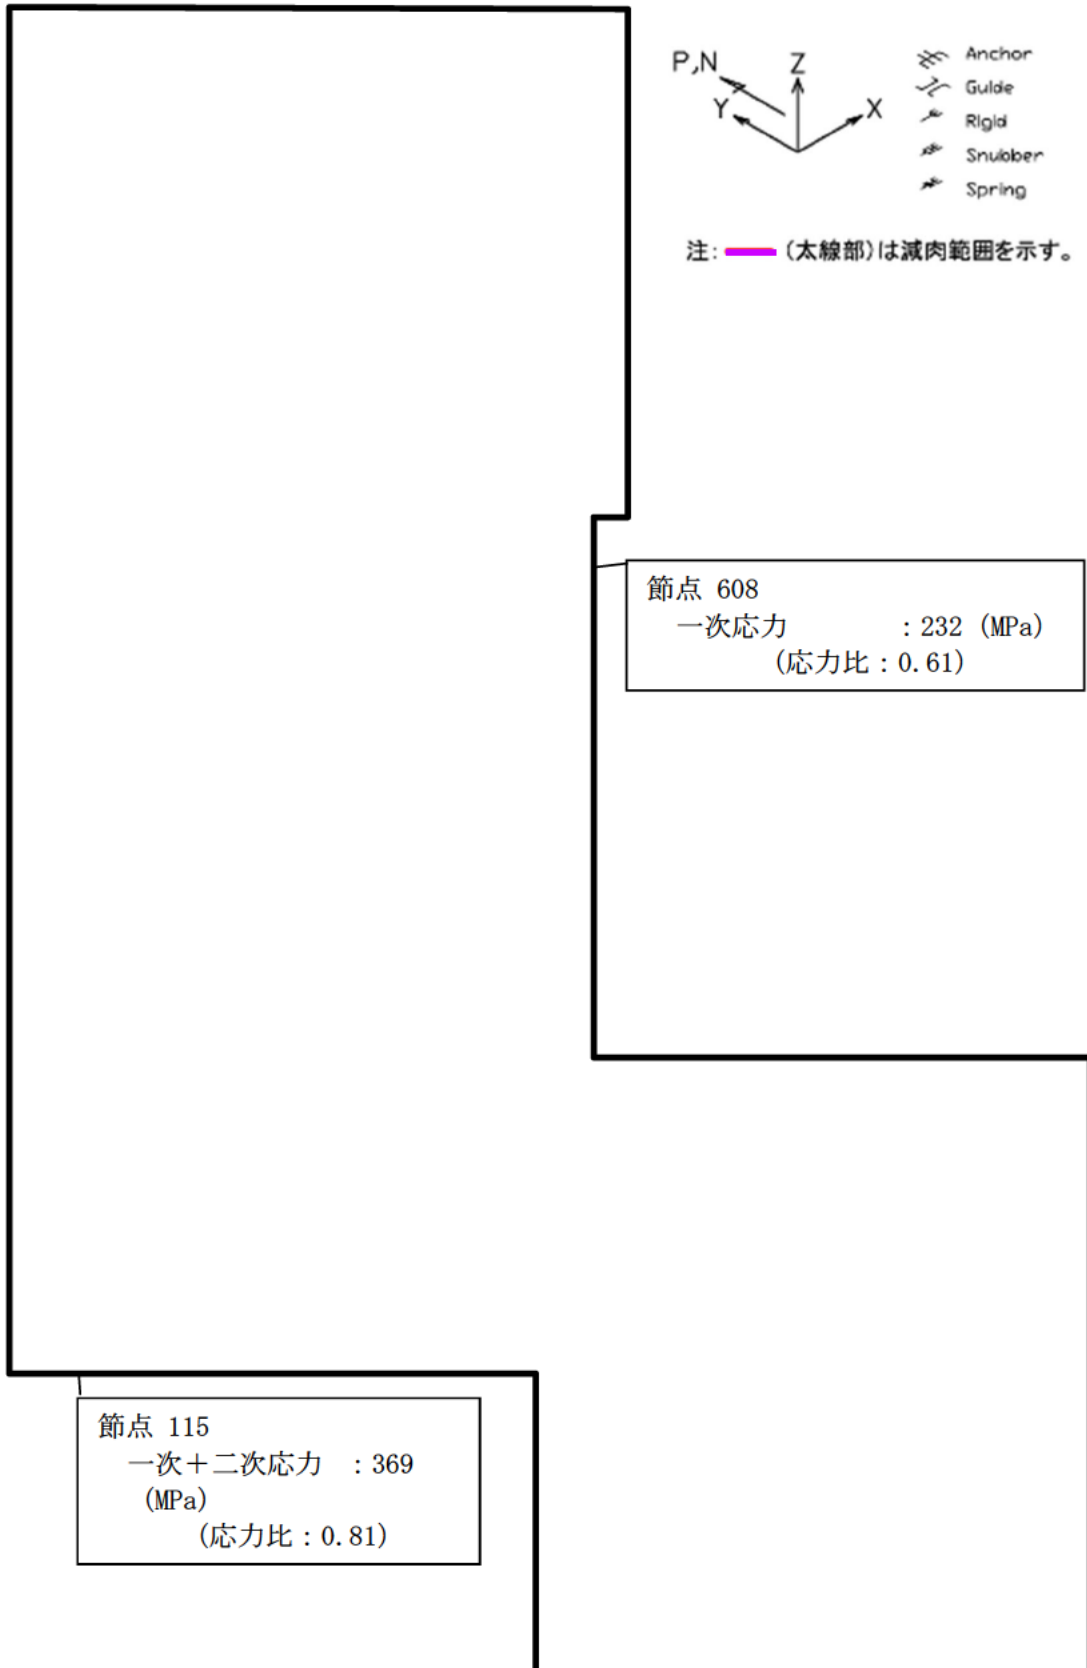 P,N
Z
Y
X
Anchor
Guide
Rigid
Snubber
Spring
注: (太線部)は減肉範囲を示す。
節点 608
一次応力 : 232 (MPa)
(応力比：0.61)
節点 115
一次＋二次応力 : 369
(MPa)
(応力比：0.81)